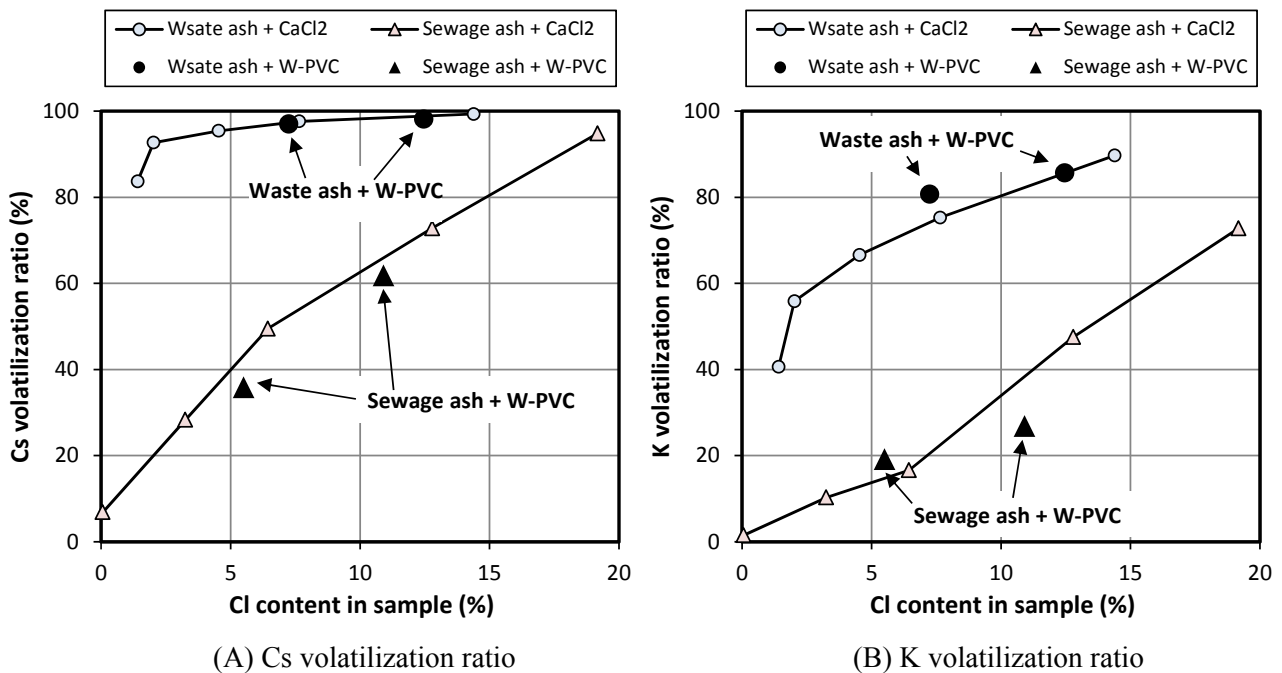 Wsate ash + CaCl2
Sewage ash + CaCl2
Wsate ash + W-PVC
Sewage ash + W-PVC
100
80
60
40
20
0
Cs volatilization ratio (%)
Waste ash + W-PVC
Sewage ash + W-PVC
0
5
10
15
20
Cl content in sample (%)
(A) Cs volatilization ratio
Wsate ash + CaCl2
Sewage ash + CaCl2
Wsate ash + W-PVC
Sewage ash + W-PVC
100
80
60
40
20
0
K volatilization ratio (%)
Waste ash + W-PVC
Sewage ash + W-PVC
0
5
10
15
20
Cl content in sample (%)
(B) K volatilization ratio